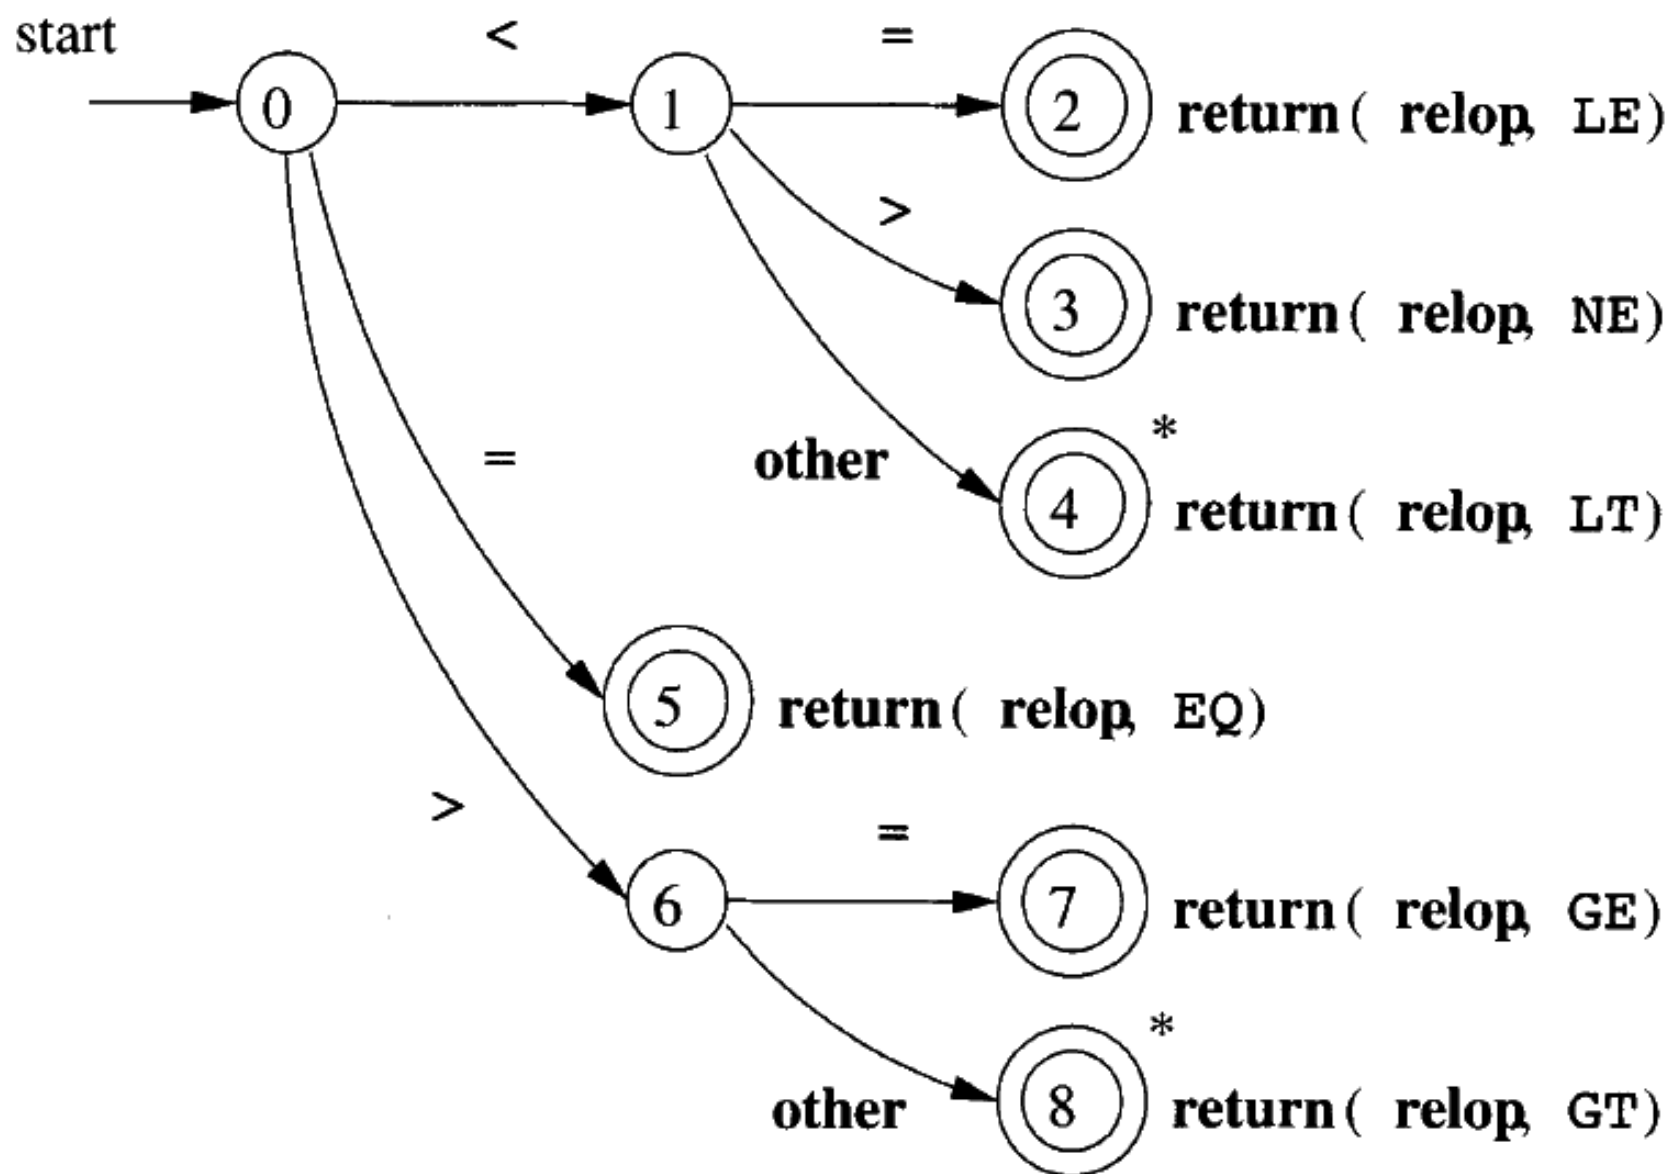 start < =
0 1 2 return( relop, LE)
>
3 return( relop, NE)
*
= other 4 return( relop, LT)
5 return( relop, EQ)
> =
6 7 return( relop, GE)
*
other 8 return( relop, GT)